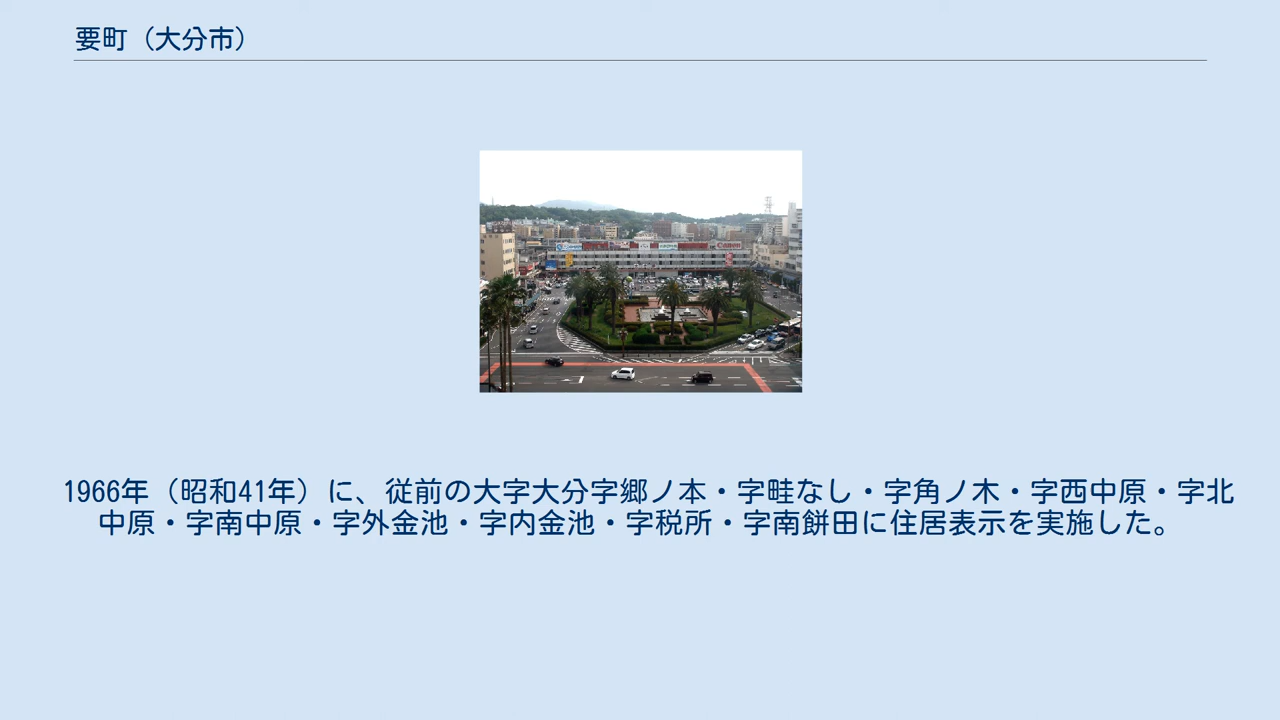 要町（大分市）
Canon
1966年（昭和41年）に、従前の大字大分字郷ノ本・字畦なし・字角ノ木・字西中原・字北
中原・字南中原・字外金池・字内金池・字税所・字南餅田に住居表示を実施した。